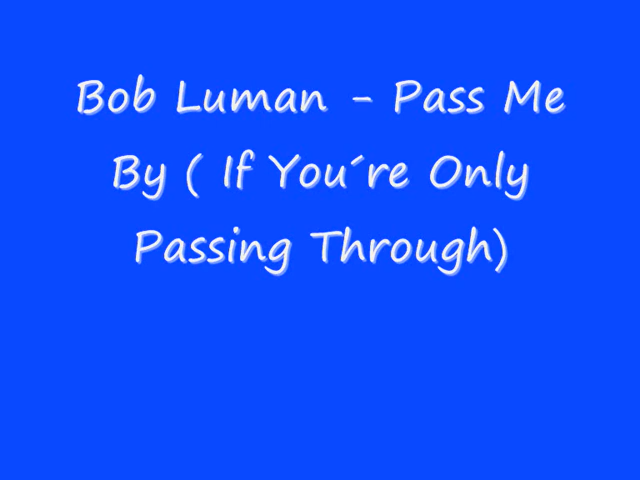 Bob Luman - Pass Me
By ( If You´re Only
Passing Through)